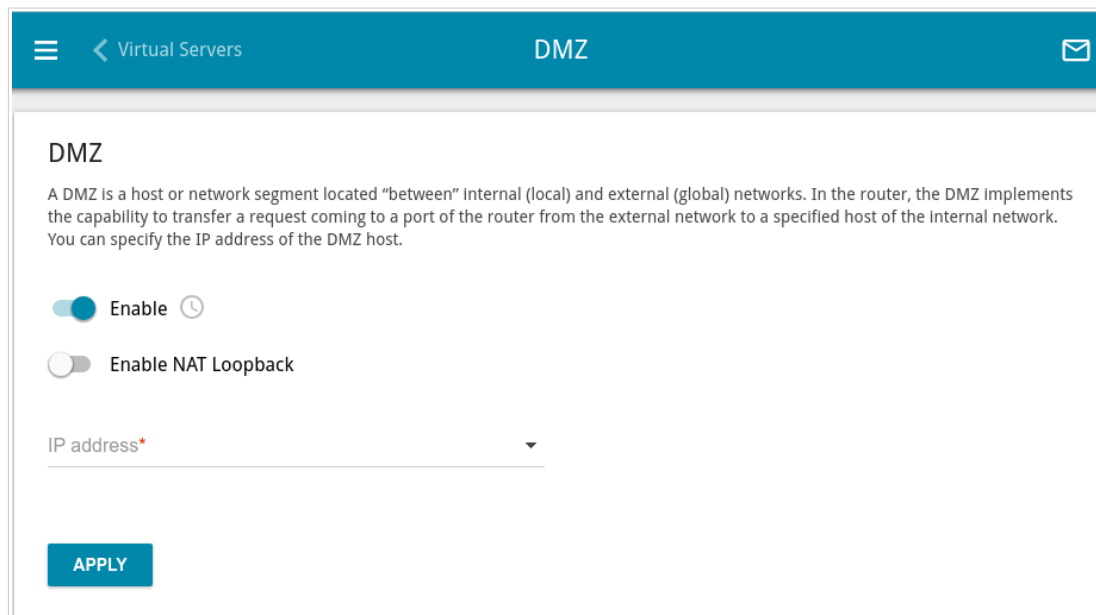 Virtual Servers
DMZ
DMZ
A DMZ is a host or network segment located “between” internal (local) and external (global) networks. In the router, the DMZ implements
the capability to transfer a request coming to a port of the router from the external network to a specified host of the internal network.
You can specify the IP address of the DMZ host.
Enable
Enable NAT Loopback
IP address*
APPLY